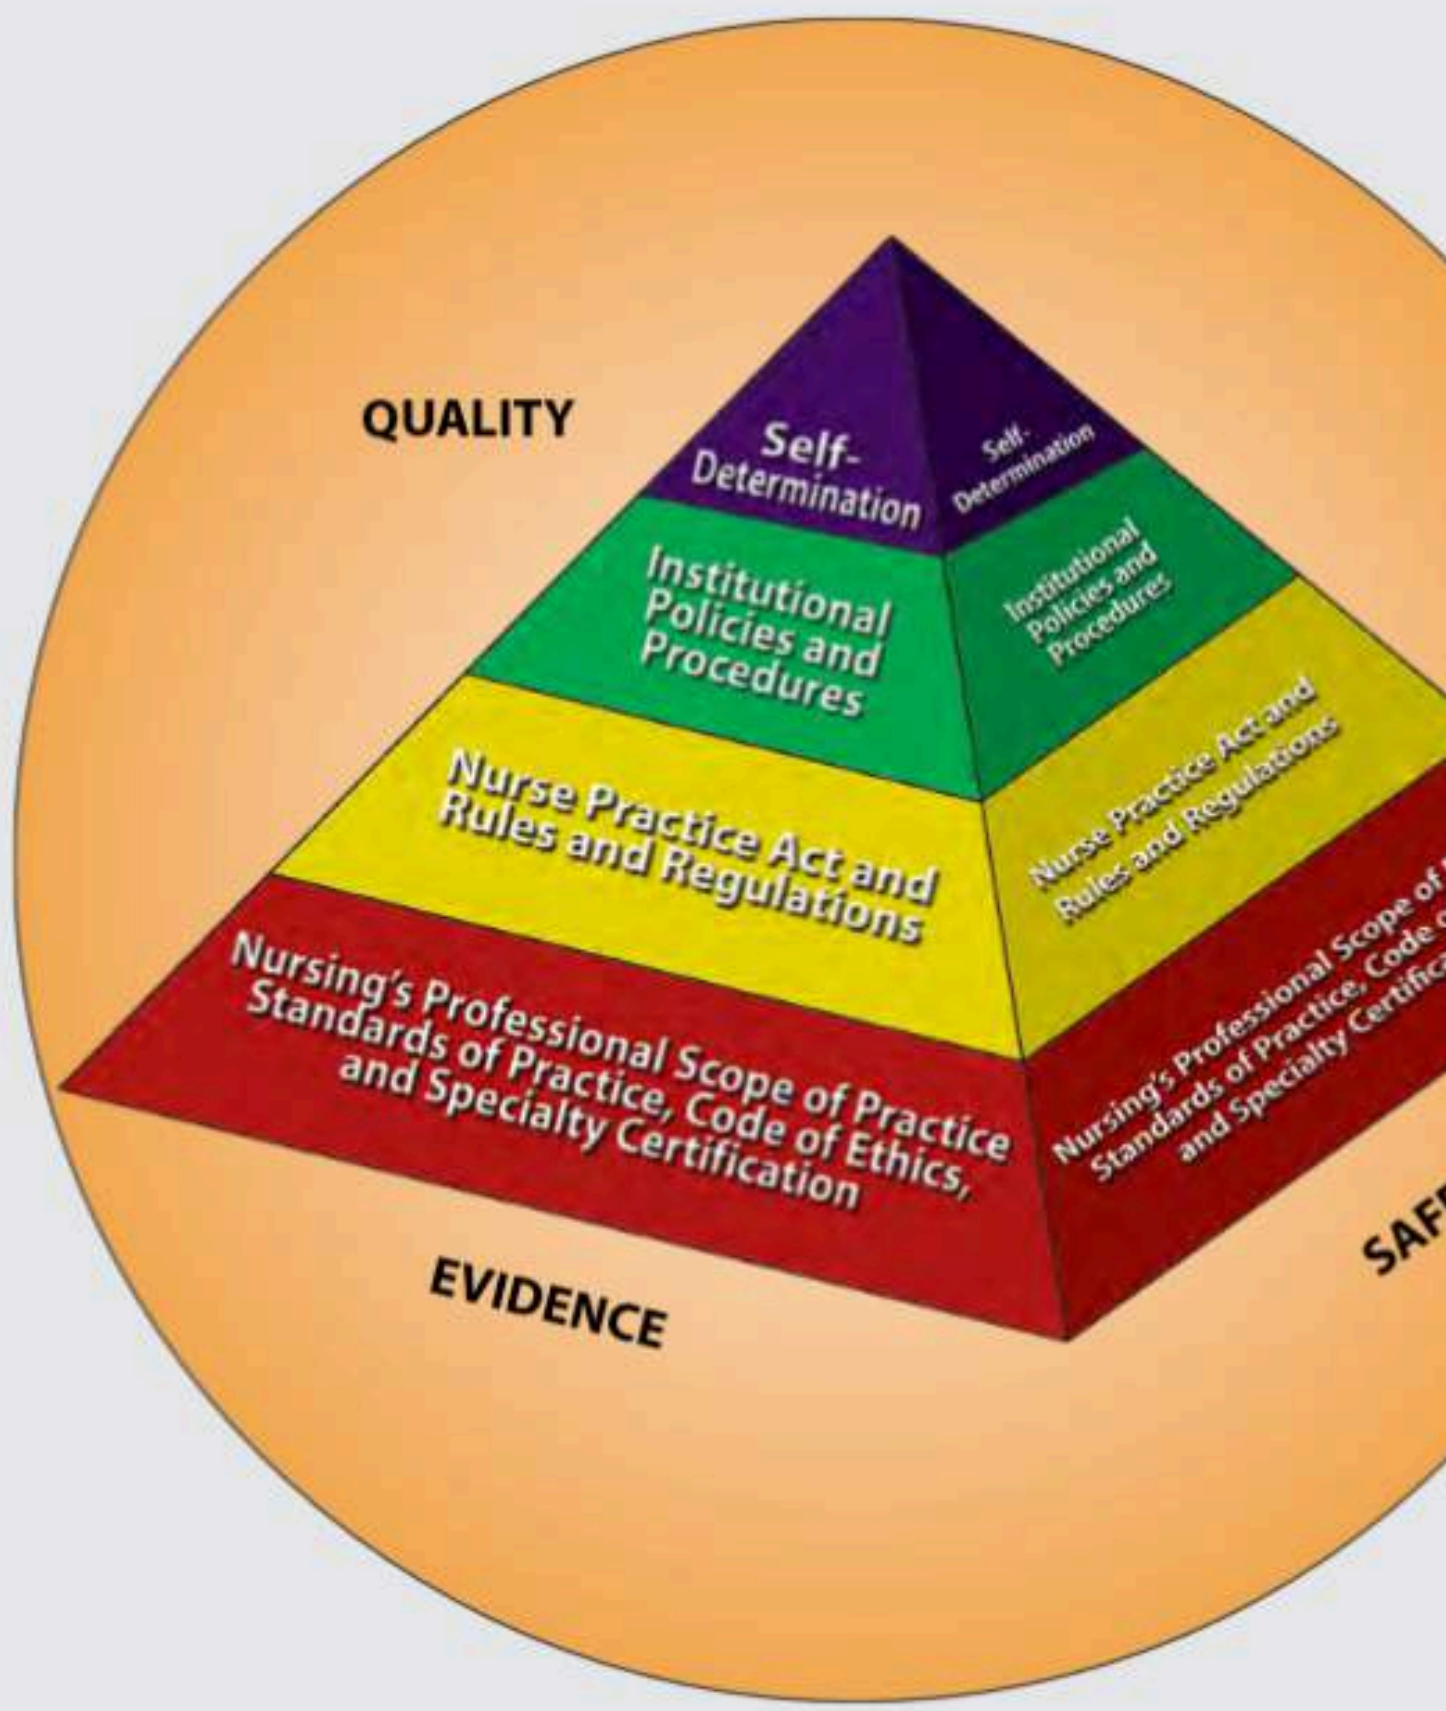 QUALITY
Self-
Determination
Institutional
Policies and
Procedures
Nurse Practice Act and
Rules and Regulations
Nursing's Professional Scope of Practice
Standards of Practice, Code of Ethics,
and Specialty Certification
Self-
Determination
Institutional
Policies and
Procedures
Nurse Practice Act and
Rules and Regulations
Nursing's Professional Scope of
Standards of Practice, Code
and Specialty
EVIDENCE